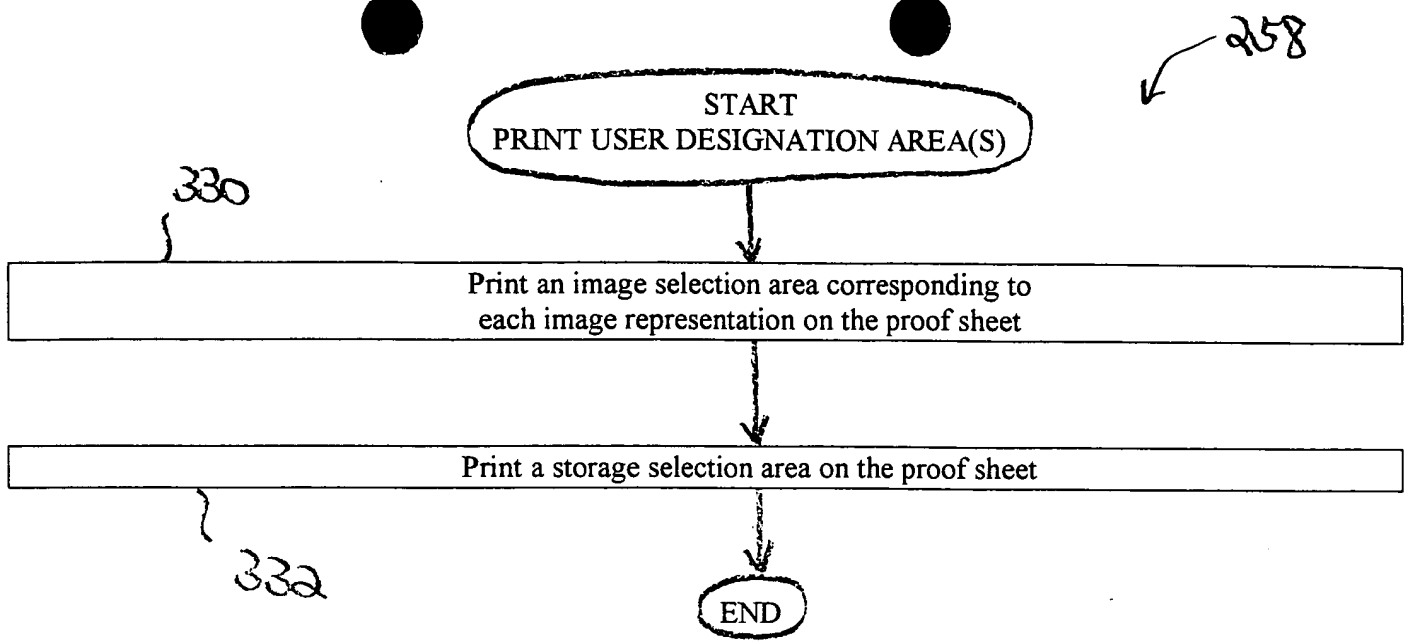 258
START
PRINT USER DESIGNATION AREA(S)
330
Print an image selection area corresponding to
each image representation on the proof sheet
Print a storage selection area on the proof sheet
332
END